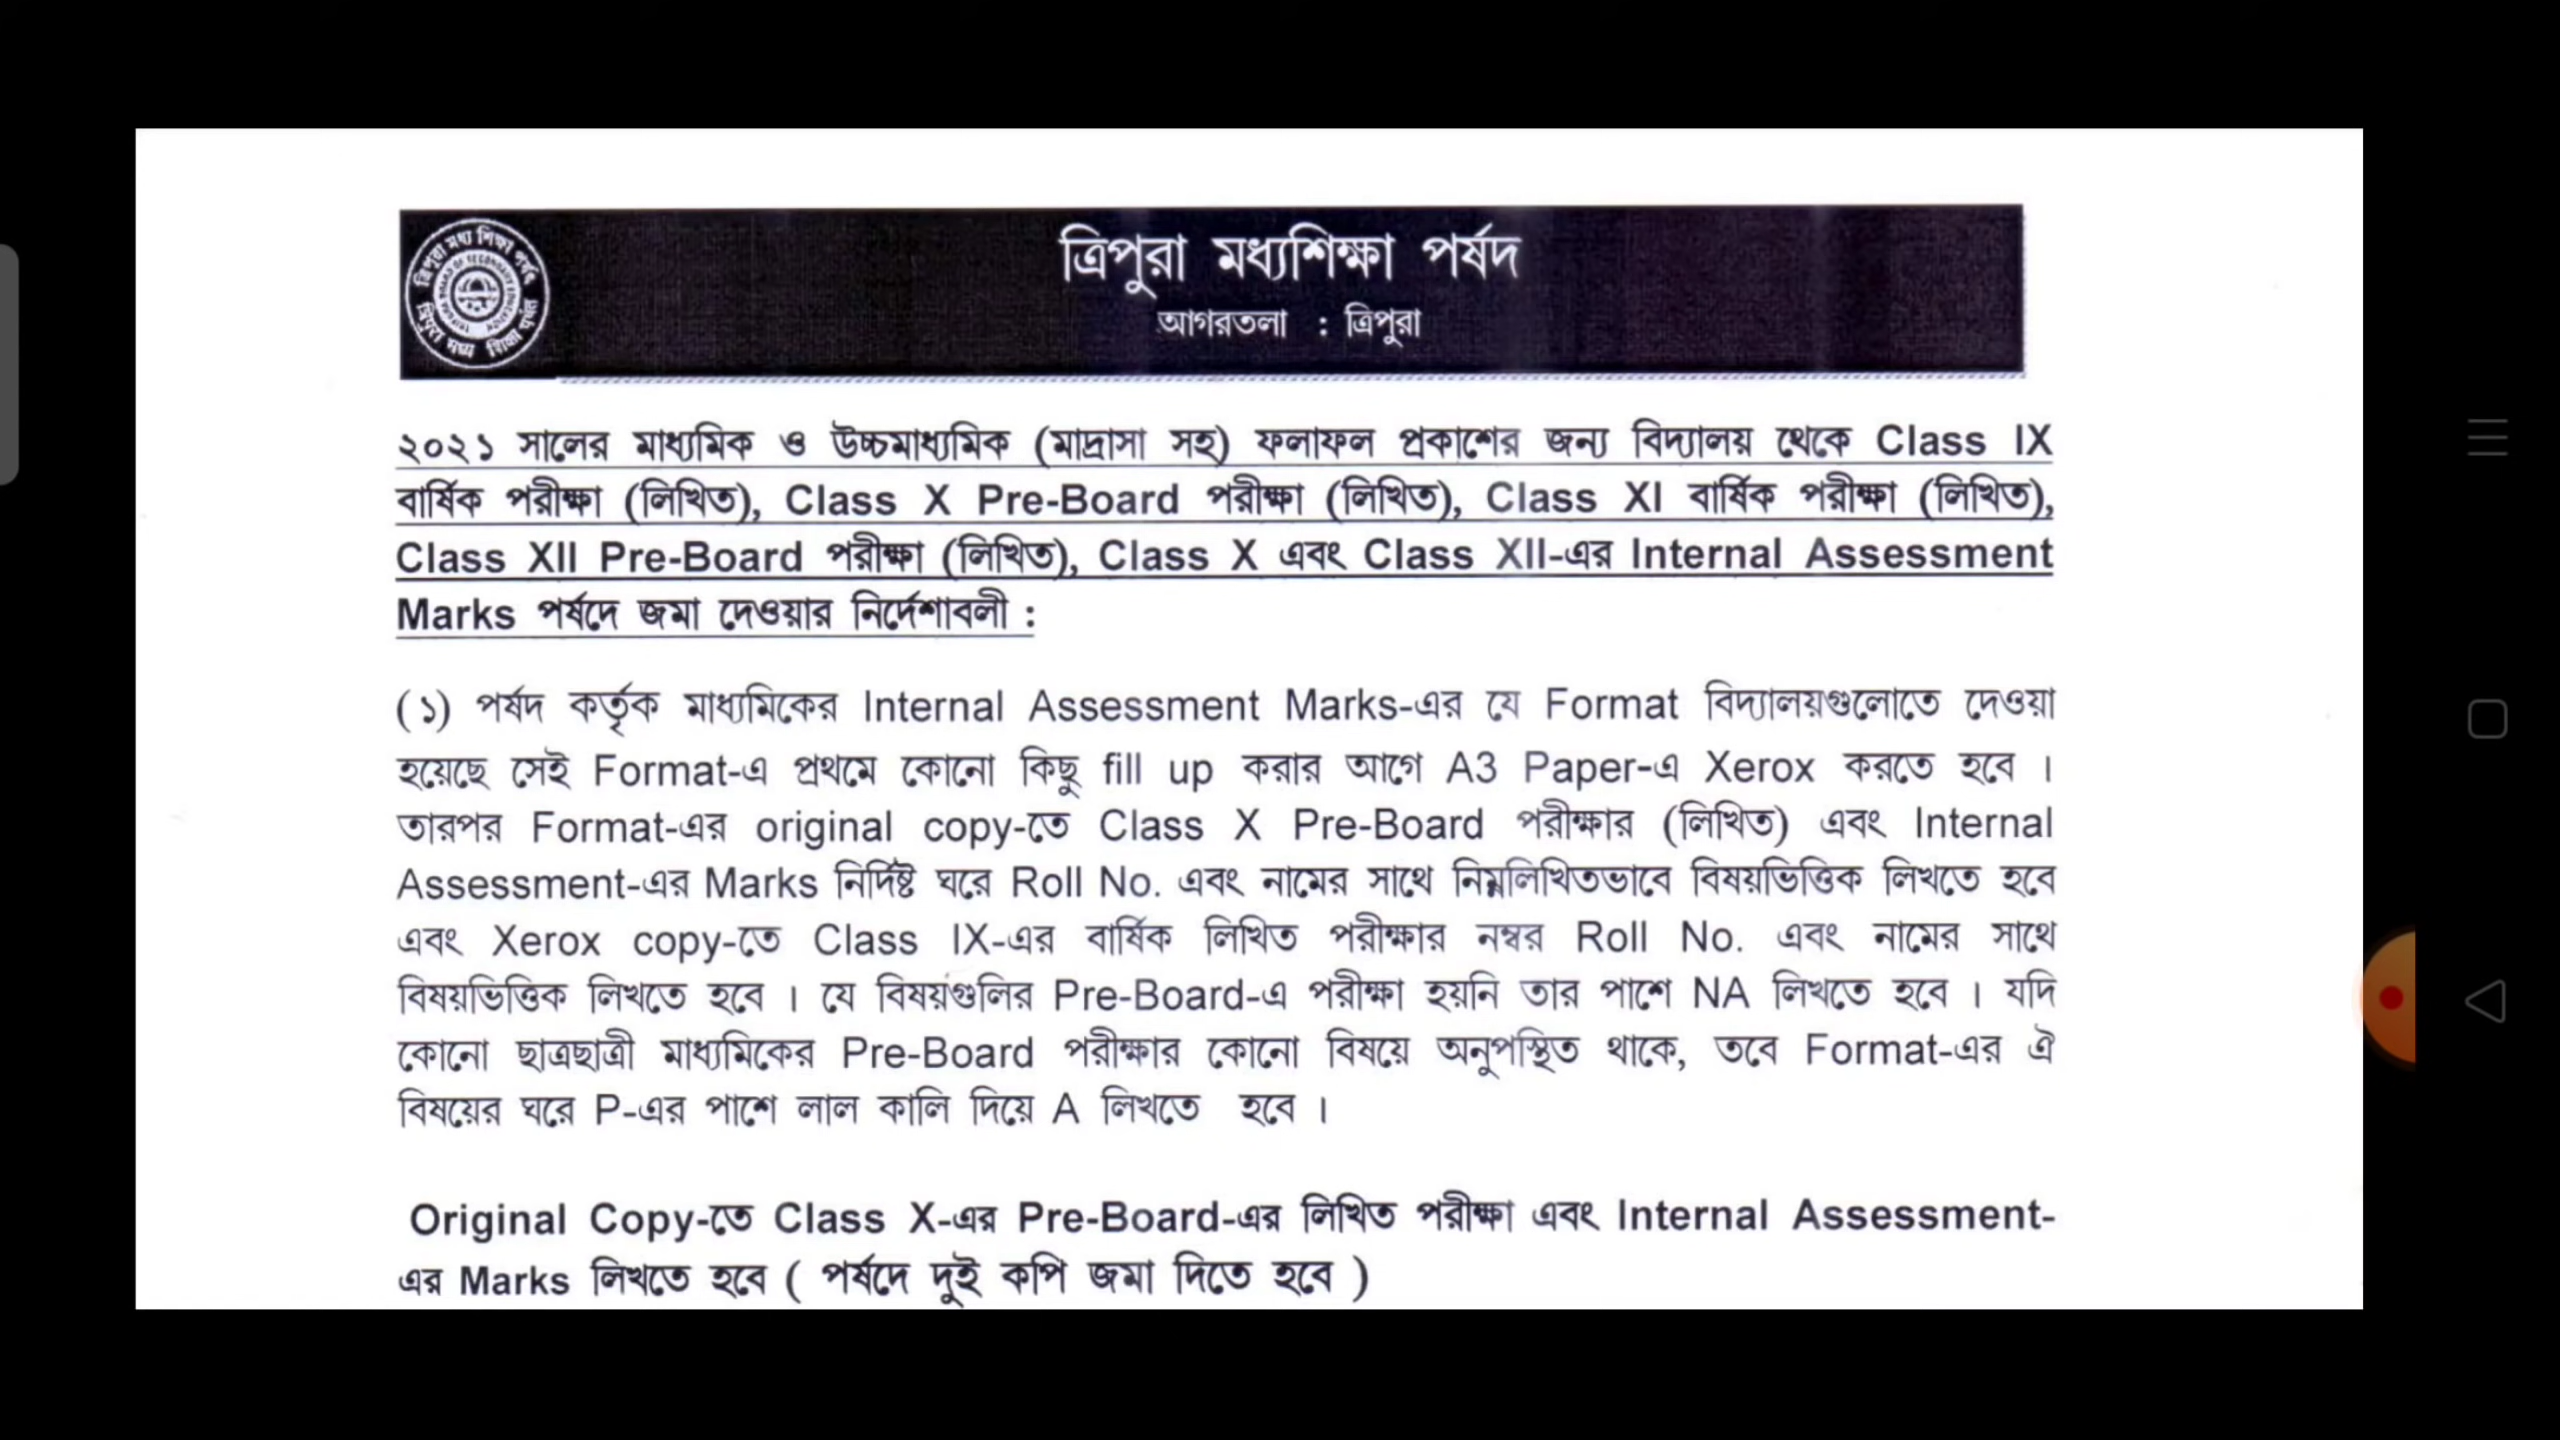 ত্রিপুরা মধ্যশিক্ষা পর্ষদ
আগরতলা : ত্রিপুরা
২০২১ সালের মাধ্যমিক ও উচ্চমাধ্যমিক (মাদ্রাসা সহ) ফলাফল প্রকাশের জন্য বিদ্যালয় থেকে Class IX
বার্ষিক পরীক্ষা (লিখিত), Class X Pre-Board পরীক্ষা (লিখিত), Class XI বার্ষিক পরীক্ষা (লিখিত),
Class XII Pre-Board পরীক্ষা (লিখিত), Class X এবং Class XII-এর Internal Assessment
Marks পর্ষদে জমা দেওয়ার নির্দেশাবলী :
(১) পর্ষদ কর্তৃক মাধ্যমিকের Internal Assessment Marks-এর যে Format বিদ্যালয়গুলোতে দেওয়া
হয়েছে সেই Format-এ প্রথমে কোনো কিছু fill up করার আগে A3 Paper-এ Xerox করতে হবে ।
তারপর Format-এর original copy-তে Class X Pre-Board পরীক্ষার (লিখিত) এবং Internal
Assessment-এর Marks নির্দিষ্ট ঘরে Roll No. এবং নামের সাথে নিম্নলিখিতভাবে বিষয়ভিত্তিক লিখতে হবে
এবং Xerox copy-তে Class IX-এর বার্ষিক লিখিত পরীক্ষার নম্বর Roll No. এবং নামের সাথে
বিষয়ভিত্তিক লিখতে হবে । যে বিষয়গুলির Pre-Board-এ পরীক্ষা হয়নি তার পাশে NA লিখতে হবে । যদি
কোনো ছাত্রছাত্রী মাধ্যমিকের Pre-Board পরীক্ষার কোনো বিষয়ে অনুপস্থিত থাকে, তবে Format-এর ঐ
বিষয়ের ঘরে P-এর পাশে লাল কালি দিয়ে A লিখতে হবে ।
Original Copy-তে Class X-এর Pre-Board-এর লিখিত পরীক্ষা এবং Internal Assessment-
এর Marks লিখতে হবে ( পর্ষদে দুই কপি জমা দিতে হবে )